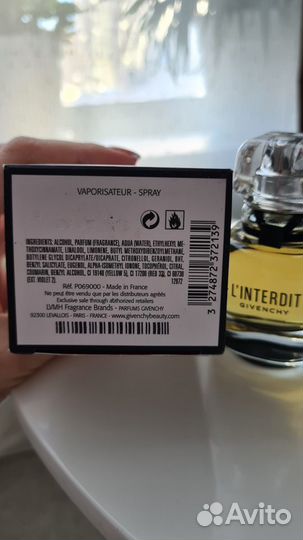 VAPORISATEUR - SPRAY
INGREDIENTS: ALCOHOL, PARFUM (FRAGRANCE), AQUA (WATER), ETHYLHEXYL ME-
THOXYCINNAMATE, LINALOOL, LIMONENE, BUTYL METHOXYDIBENZOYLMETHANE,
BUTYLENE GLYCOL DICAPRYLATE/DICAPRATE, CITRONELLOL, GERANIOL, BHT,
BENZYL SALICYLATE, EUGENOL, ALPHA-ISOMETHYL IONONE, TOCOPHEROL, CITRAL,
COUMARIN, BENZYL ALCOHOL, CI 19140 (YELLOW 5), CI 17200 (RED 33), CI 60730
(EXT. VIOLET 2).
Réf. P069000 - Made in France
Ne peut être vendu que par les distributeurs agréés
Exclusive sale through authorized retailers
LVMH Fragrance Brands - PARFUMS GIVENCHY
92300 LEVALLOIS - PARIS - FRANCE - www.givenchybeauty.com
3 274872 372139
L'INTERDIT
GIVENCHY
Avito